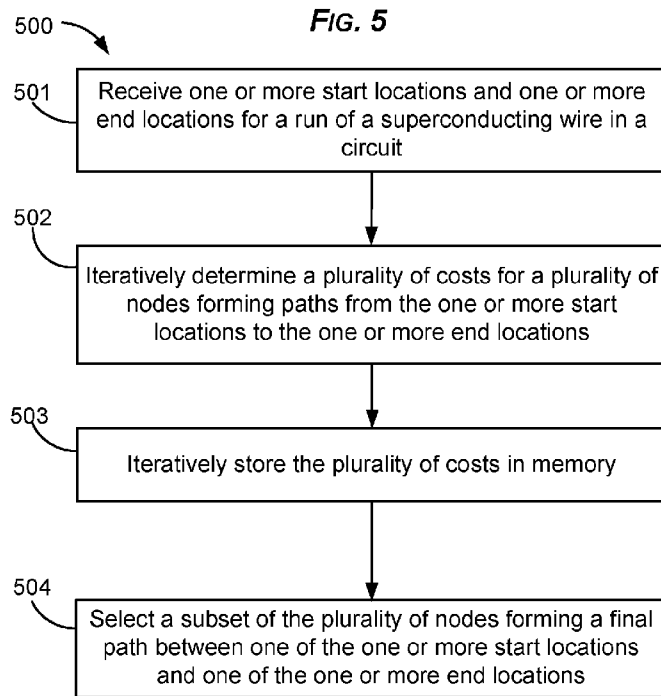 500
FIG. 5
501
Receive one or more start locations and one or more
end locations for a run of a superconducting wire in a
circuit
502
Iteratively determine a plurality of costs for a plurality of
nodes forming paths from the one or more start
locations to the one or more end locations
503
Iteratively store the plurality of costs in memory
504
Select a subset of the plurality of nodes forming a final
path between one of the one or more start locations
and one of the one or more end locations